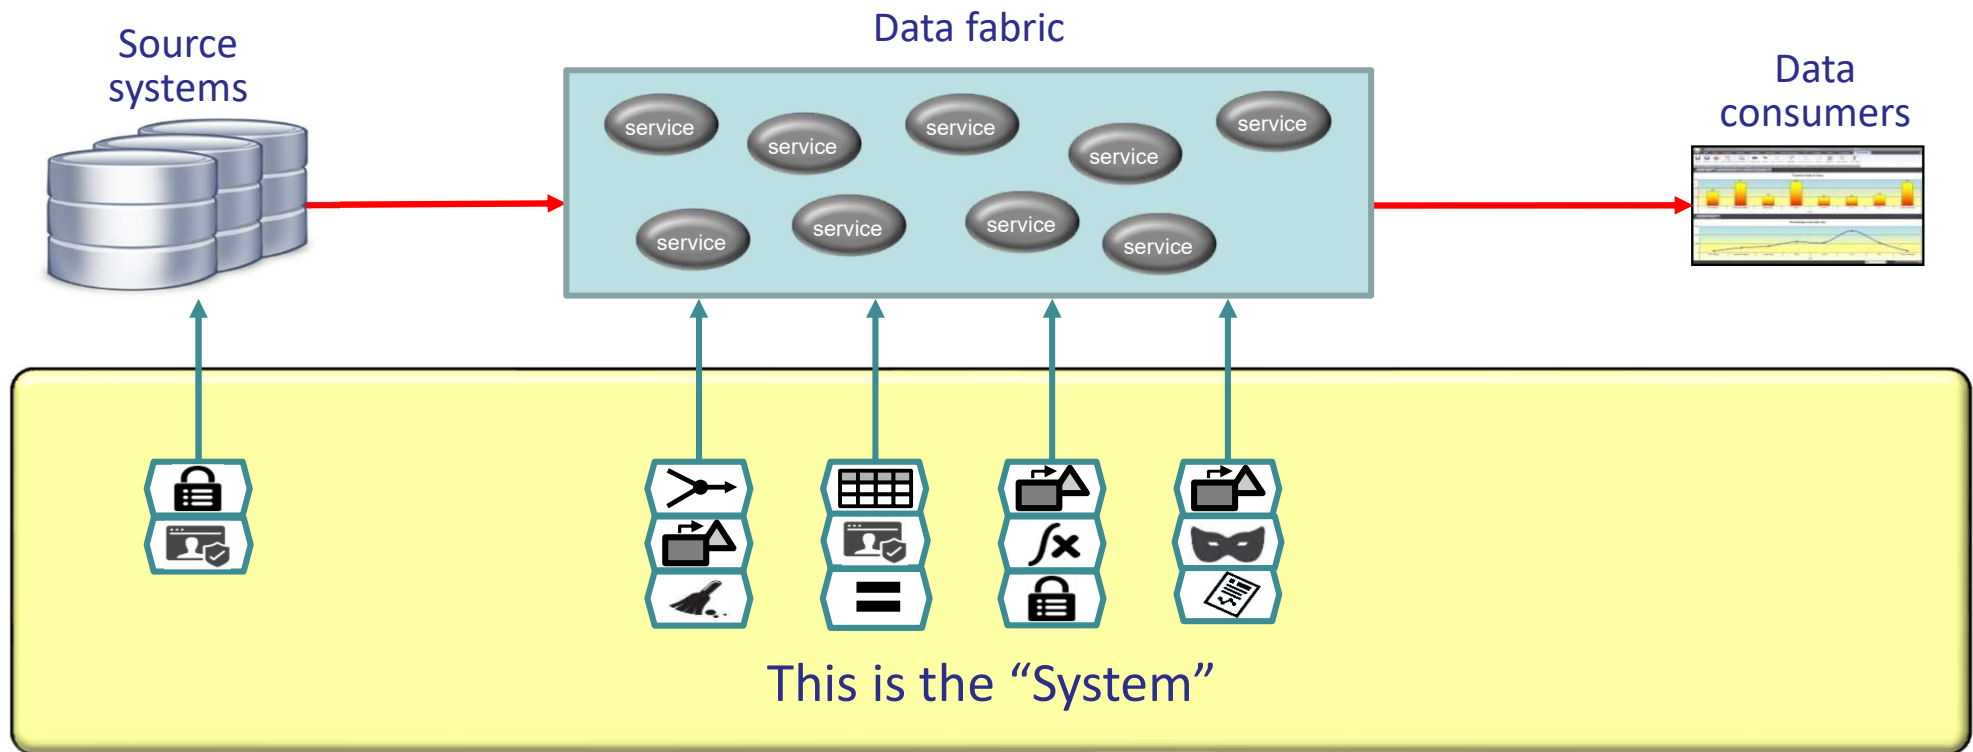 Source
systems
Data fabric
Data
consumers
service
service
service
service
service
service
service
service
service
This is the “System”